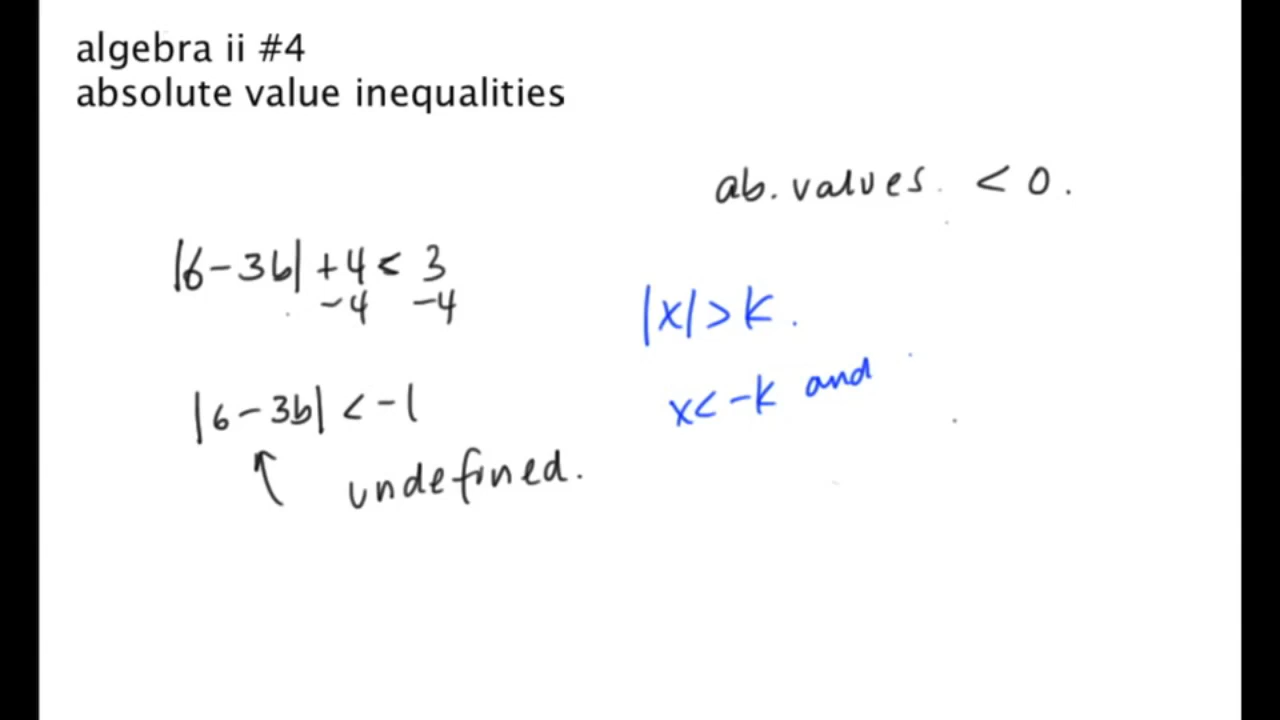 algebra ii #4
absolute value inequalities
ab. values. < 0.
|6-3b| +4 < 3
-4 -4
|x| > k.
|6-3b| < -1
x < -k and
undefined.